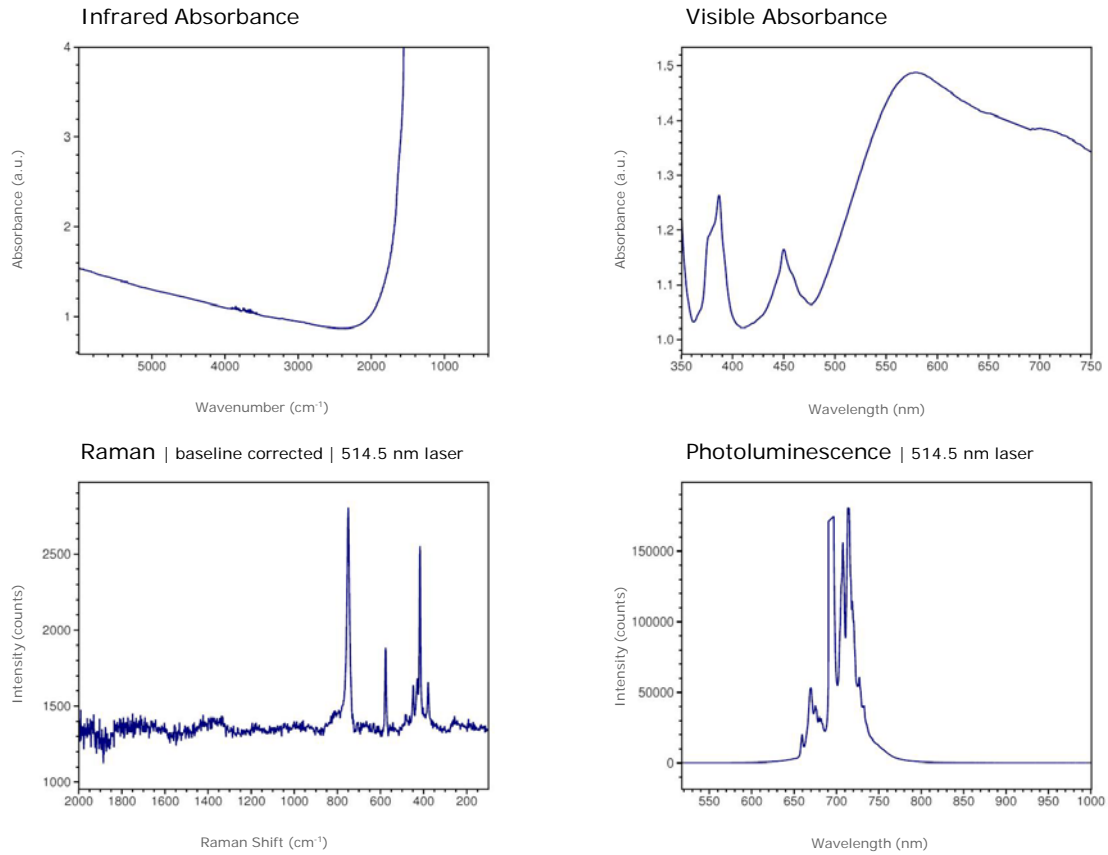 Infrared Absorbance
Absorbance (a.u.)
4
3
2
1
5000 4000 3000 2000 1000
Wavenumber (cm⁻¹)
Visible Absorbance
Absorbance (a.u.)
1.5
1.4
1.3
1.2
1.1
1.0
350 400 450 500 550 600 650 700 750
Wavelength (nm)
Raman | baseline corrected | 514.5 nm laser
Intensity (counts)
2500
2000
1500
1000
2000 1800 1600 1400 1200 1000 800 600 400 200
Raman Shift (cm⁻¹)
Photoluminescence | 514.5 nm laser
Intensity (counts)
150000
100000
50000
0
550 600 650 700 750 800 850 900 950 1000
Wavelength (nm)